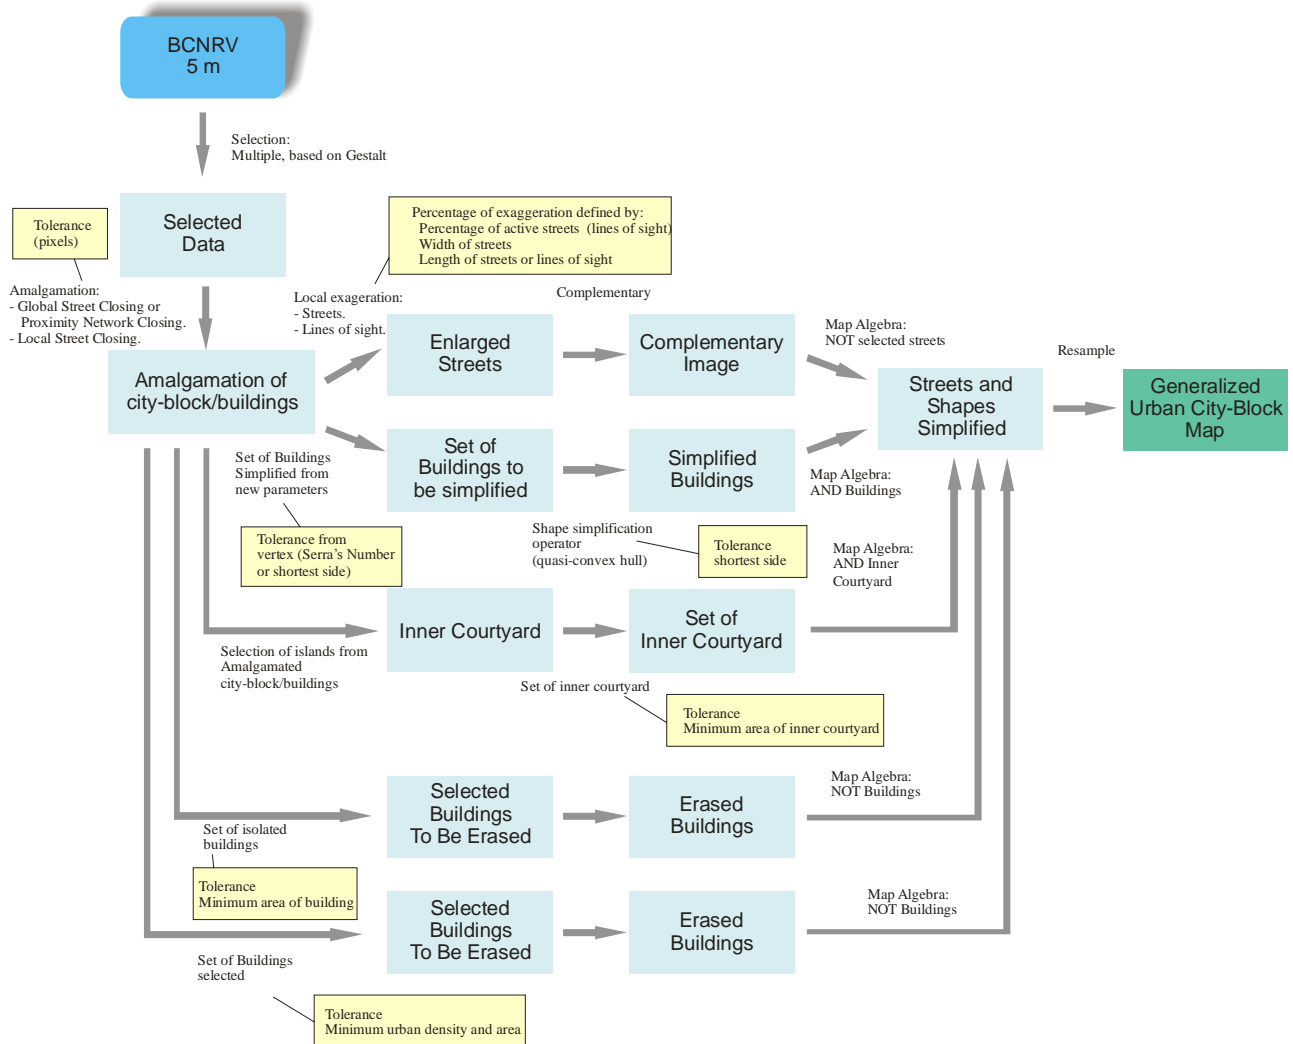 BCNRV
5 m
Selection:
Multiple, based on Gestalt
Selected
Data
Tolerance
(pixels)
Amalgamation:
- Global Street Closing or
Proximity Network Closing.
- Local Street Closing.
Percentage of exaggeration defined by:
Percentage of active streets (lines of sight)
Width of streets
Length of streets or lines of sight
Local exageration:
- Streets.
- Lines of sight.
Complementary
Amalgamation of
city-block/buildings
Enlarged
Streets
Complementary
Image
Map Algebra:
NOT selected streets
Streets and
Shapes
Simplified
Resample
Generalized
Urban City-Block
Map
Set of Buildings
Simplified from
new parameters
Set of
Buildings to
be simplified
Simplified
Buildings
Map Algebra:
AND Buildings
Tolerance from
vertex (Serra's Number
or shortest side)
Shape simplification
operator
(quasi-convex hull)
Tolerance
shortest side
Map Algebra:
AND Inner
Courtyard
Inner Courtyard
Set of
Inner Courtyard
Selection of islands from
Amalgamated
city-block/buildings
Set of inner courtyard
Tolerance
Minimum area of inner courtyard
Selected
Buildings
To Be Erased
Erased
Buildings
Map Algebra:
NOT Buildings
Set of isolated
buildings
Tolerance
Minimum area of building
Selected
Buildings
To Be Erased
Erased
Buildings
Map Algebra:
NOT Buildings
Set of Buildings
selected
Tolerance
Minimum urban density and area